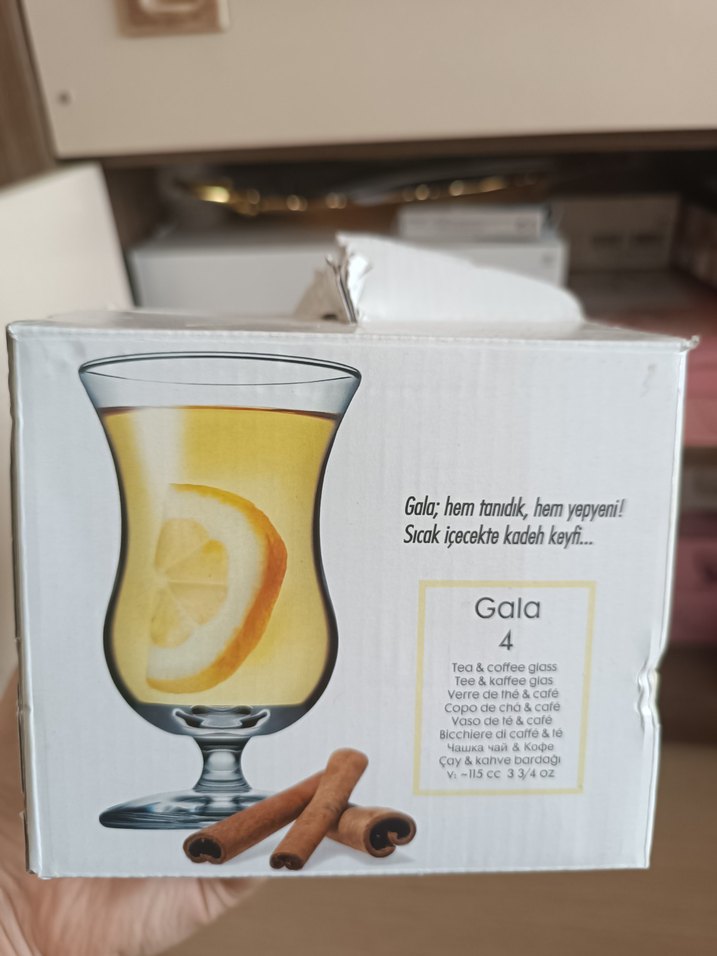 Gala; hem tanıdık, hem yepyeni!
Sıcak içecekte kadeh keyfi...
Gala
4
Tea & coffee glass
Tee & kaffee glas
Verre de thé & café
Copo de chá & café
Vaso de té & café
Bicchiere di caffé & té
Чашка чай & Кофе
Çay & kahve bardağı
V: ~115 cc 3 3/4 oz